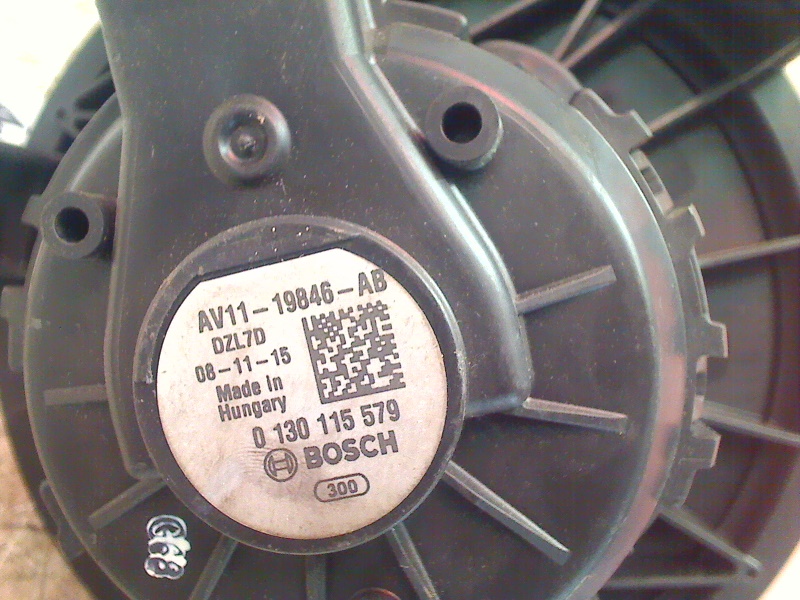 AV11-19846-AB
DZL7D
08-11-15
Made In
Hungary
0 130 115 579
BOSCH
300